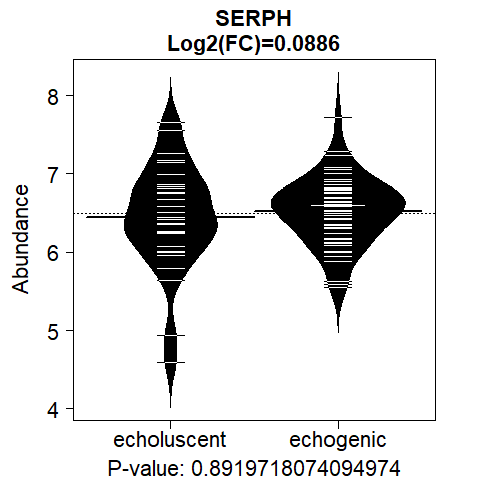 SERPH
Log2(FC)=0.0886
Abundance
8
7
6
5
4
echoluscent echogenic
P-value: 0.8919718074094974